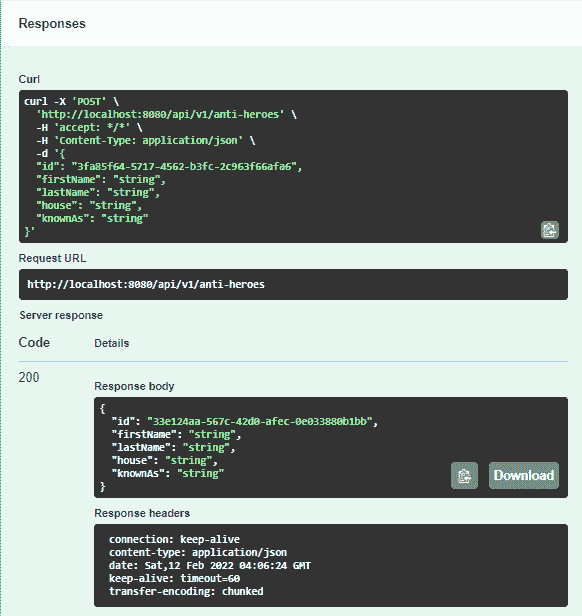 Responses
Curl
curl -X 'POST' \
'http://localhost:8080/api/v1/anti-heroes' \
-H 'accept: */*' \
-H 'Content-Type: application/json' \
-d '{
"id": "3fa85f64-5717-4562-b3fc-2c963f66afa6",
"firstName": "string",
"lastName": "string",
"house": "string",
"knownAs": "string"
}'
Request URL
http://localhost:8080/api/v1/anti-heroes
Server response
Code Details
200
Response body
{
"id": "33e124aa-567c-42d0-afec-0e033880b1bb",
"firstName": "string",
"lastName": "string",
"house": "string",
"knownAs": "string"
}
Download
Response headers
connection: keep-alive
content-type: application/json
date: Sat,12 Feb 2022 04:06:24 GMT
keep-alive: timeout=60
transfer-encoding: chunked